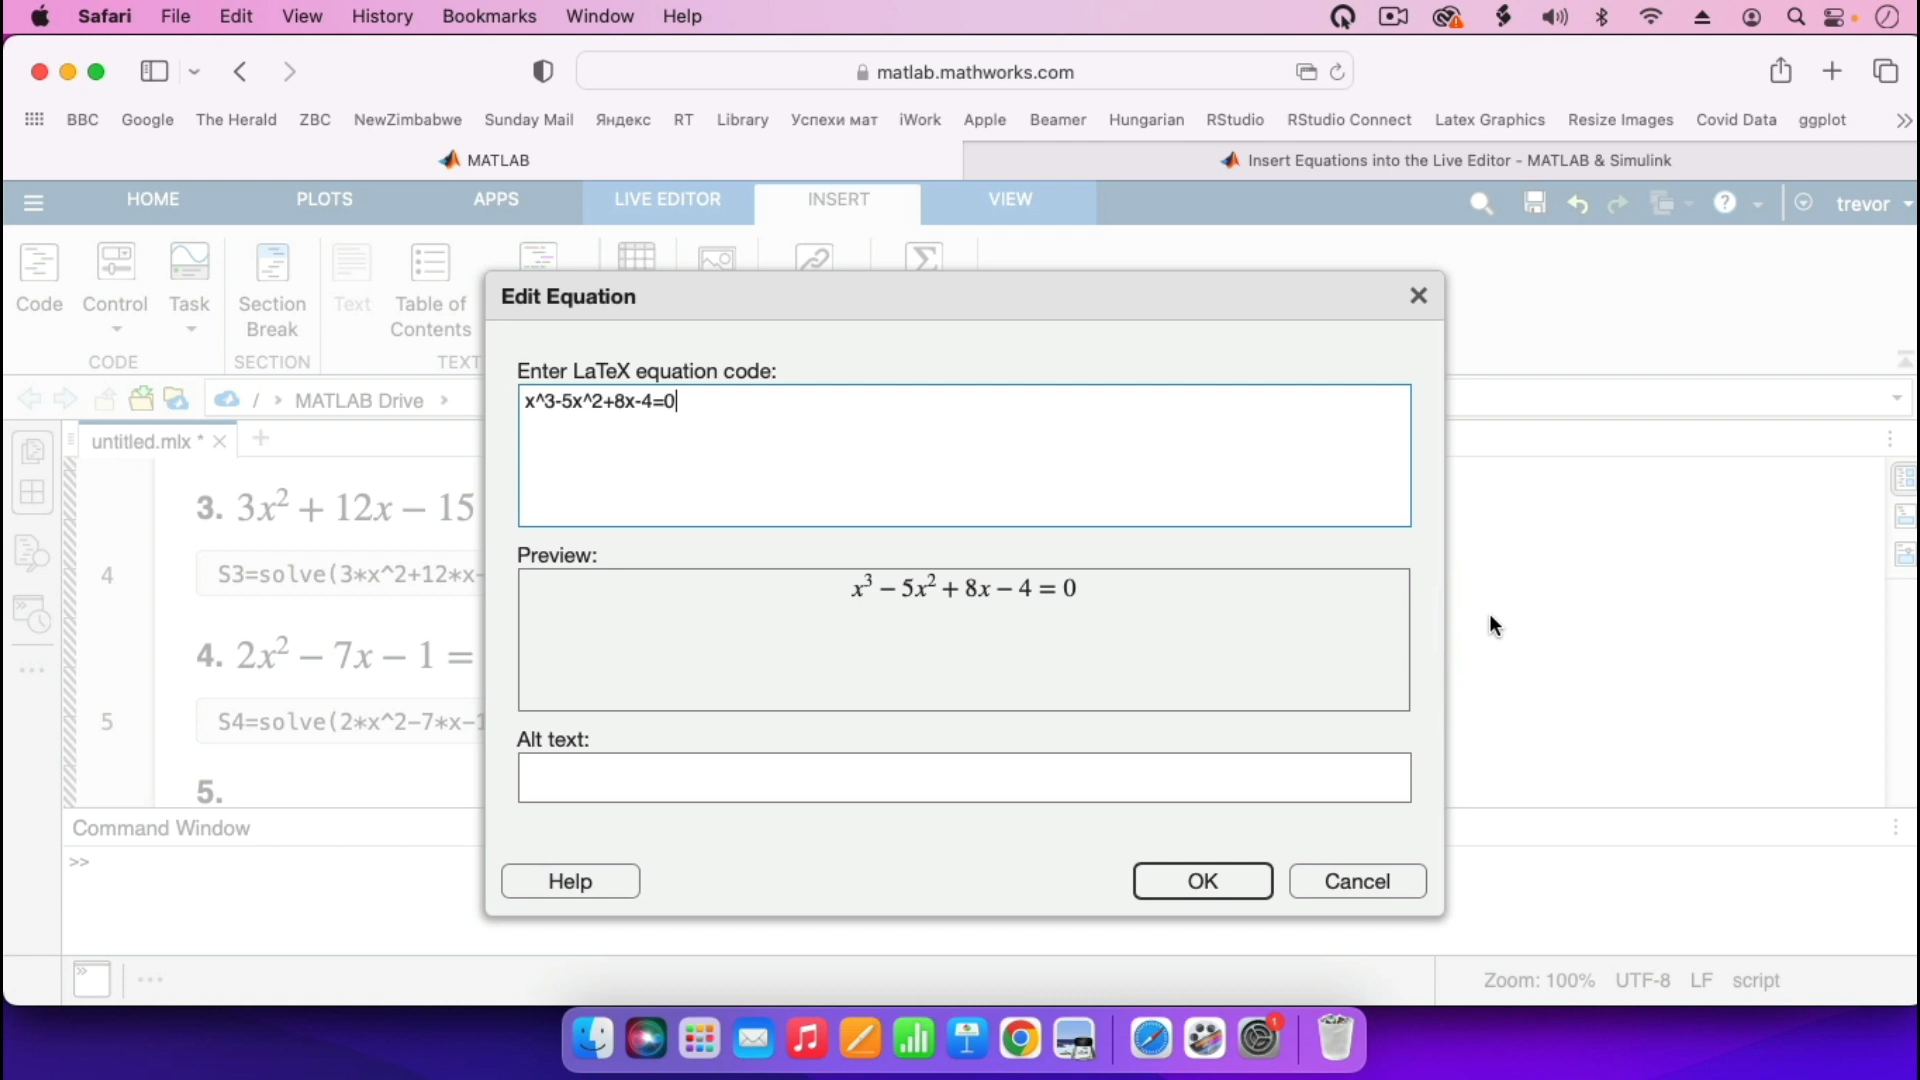 Safari File Edit View History Bookmarks Window Help
matlab.mathworks.com
BBC Google The Herald ZBC NewZimbabwe Sunday Mail Яндекс RT Library Успехи мат iWork Apple Beamer Hungarian RStudio RStudio Connect Latex Graphics Resize Images Covid Data ggplot
MATLAB Insert Equations into the Live Editor - MATLAB & Simulink
HOME PLOTS APPS LIVE EDITOR INSERT VIEW ? trevor
Code Control Task Section Break Text Table of Contents
CODE SECTION TEXT
/ > MATLAB Drive >
untitled.mlx * × +
3. 3x² + 12x − 15
4 S3=solve(3*x^2+12*x-
4. 2x² − 7x − 1 =
5 S4=solve(2*x^2-7*x-1
5.
Edit Equation
Enter LaTeX equation code:
x^3-5x^2+8x-4=0
Preview:
x³ − 5x² + 8x − 4 = 0
Alt text:
Help OK Cancel
Command Window
>>
Zoom: 100% UTF-8 LF script
1